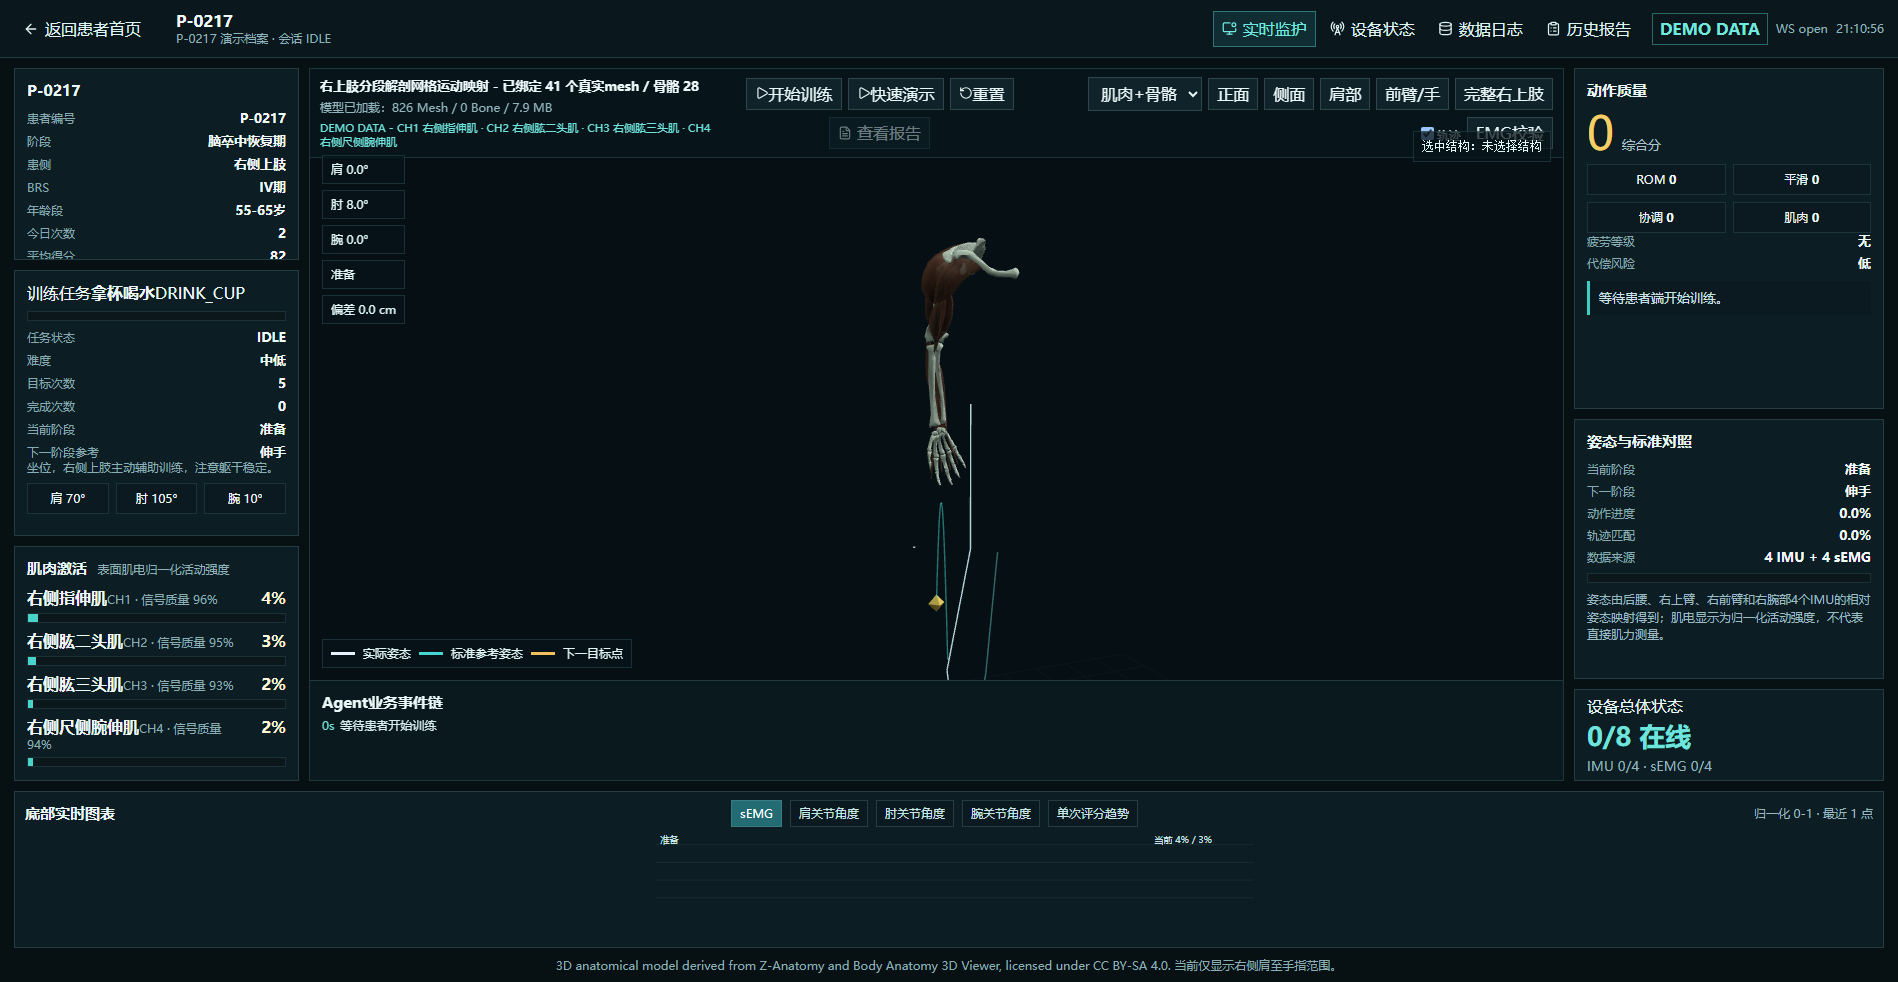 返回患者首页
P-0217
P-0217 演示档案 · 会话 IDLE
实时监护
设备状态
数据日志
历史报告
DEMO DATA
WS open 21:10:56
P-0217
患者编号 P-0217
阶段 脑卒中恢复期
患侧 右侧上肢
BRS IV期
年龄段 55-65岁
今日次数 2
平均得分 82
训练任务拿杯喝水DRINK_CUP
任务状态 IDLE
难度 中低
目标次数 5
完成次数 0
当前阶段 准备
下一阶段参考 伸手
坐位，右侧上肢主动辅助训练，注意躯干稳定。
肩 70° 肘 105° 腕 10°
肌肉激活 表面肌电归一化活动强度
右侧指伸肌CH1 · 信号质量 96% 4%
右侧肱二头肌CH2 · 信号质量 95% 3%
右侧肱三头肌CH3 · 信号质量 93% 2%
右侧尺侧腕伸肌CH4 · 信号质量 2%
94%
右上肢分段解剖网格运动映射 - 已绑定 41 个真实mesh / 骨骼 28
模型已加载：826 Mesh / 0 Bone / 7.9 MB
DEMO DATA - CH1 右侧指伸肌 · CH2 右侧肱二头肌 · CH3 右侧肱三头肌 · CH4
右侧尺侧腕伸肌
开始训练 快速演示 重置
查看报告
肌肉+骨骼 正面 侧面 肩部 前臂/手 完整右上肢
轨迹 EMG校验
选中结构：未选择结构
肩 0.0°
肘 8.0°
腕 0.0°
准备
偏差 0.0 cm
实际姿态 标准参考姿态 下一目标点
Agent业务事件链
0s 等待患者开始训练
动作质量
0 综合分
ROM 0 平滑 0
协调 0 肌肉 0
疲劳等级 无
代偿风险 低
等待患者端开始训练。
姿态与标准对照
当前阶段 准备
下一阶段 伸手
动作进度 0.0%
轨迹匹配 0.0%
数据来源 4 IMU + 4 sEMG
姿态由后腰、右上臂、右前臂和右腕部4个IMU的相对
姿态映射得到；肌电显示为归一化活动强度，不代表
直接肌力测量。
设备总体状态
0/8 在线
IMU 0/4 · sEMG 0/4
底部实时图表
sEMG 肩关节角度 肘关节角度 腕关节角度 单次评分趋势
归一化 0-1 · 最近 1 点
准备 当前 4% / 3%
3D anatomical model derived from Z-Anatomy and Body Anatomy 3D Viewer, licensed under CC BY-SA 4.0. 当前仅显示右侧肩至手指范围。